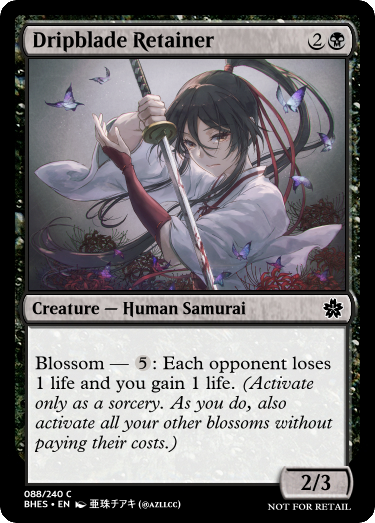 Dripblade Retainer 2
Creature — Human Samurai
Blossom — 5: Each opponent loses
1 life and you gain 1 life. (Activate
only as a sorcery. As you do, also
activate all your other blossoms without
paying their costs.)
2/3
088/240 C
BHES • EN 亜珠チアキ (@AZLLCC)
NOT FOR RETAIL